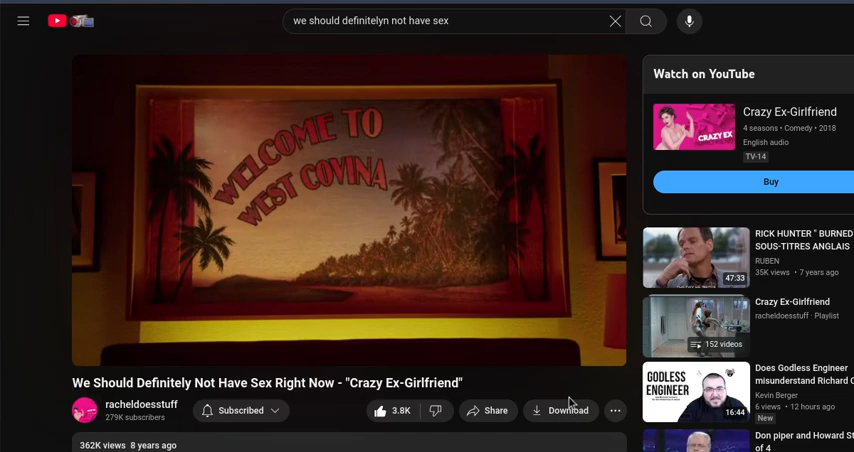 we should definitelyn not have sex
WELCOME TO
WEST COVINA
We Should Definitely Not Have Sex Right Now - "Crazy Ex-Girlfriend"
racheldoesstuff
279K subscribers
Subscribed
3.8K
Share
Download
362K views 8 years ago
Watch on YouTube
CRAZY EX
Crazy Ex-Girlfriend
4 seasons • Comedy • 2018
English audio
TV-14
Buy
47:33
RICK HUNTER " BURNED
SOUS-TITRES ANGLAIS
RUBEN
35K views • 7 years ago
152 videos
Crazy Ex-Girlfriend
racheldoesstuff · Playlist
GODLESS
ENGINEER
16:44
Does Godless Engineer
misunderstand Richard C
Kevin Berger
6 views • 12 hours ago
New
Don piper and Howard St
of 4